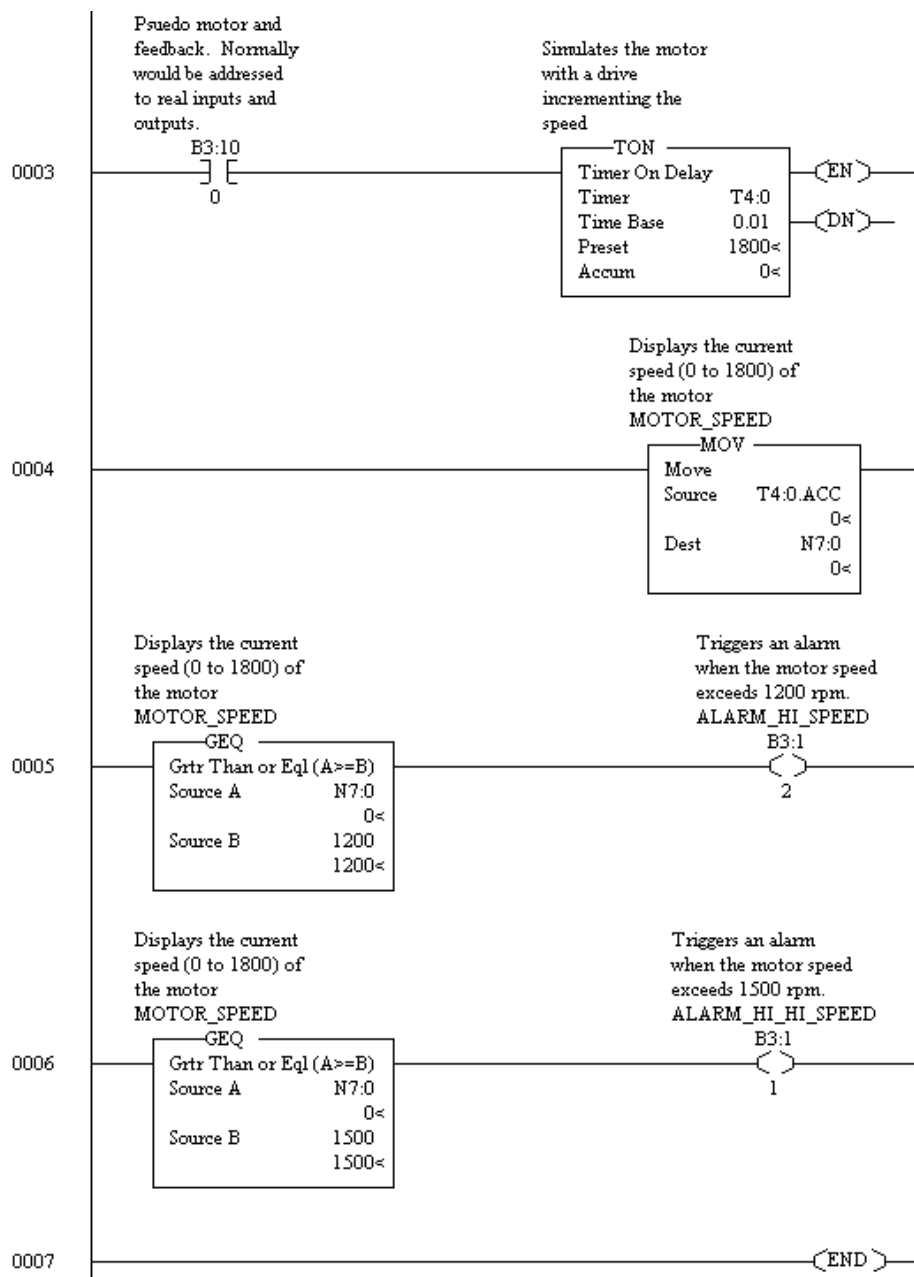 Psuedo motor and
feedback. Normally
would be addressed
to real inputs and
outputs.
B3:10
0
Simulates the motor
with a drive
incrementing the
speed
0003
TON
Timer On Delay
Timer T4:0
Time Base 0.01
Preset 1800<
Accum 0<
EN
DN
Displays the current
speed (0 to 1800) of
the motor
MOTOR_SPEED
0004
MOV
Move
Source T4:0.ACC
0<
Dest N7:0
0<
Displays the current
speed (0 to 1800) of
the motor
MOTOR_SPEED
Triggers an alarm
when the motor speed
exceeds 1200 rpm.
ALARM_HI_SPEED
0005
GEQ
Grtr Than or Eql (A>=B)
Source A N7:0
0<
Source B 1200
1200<
B3:1
2
Displays the current
speed (0 to 1800) of
the motor
MOTOR_SPEED
Triggers an alarm
when the motor speed
exceeds 1500 rpm.
ALARM_HI_HI_SPEED
0006
GEQ
Grtr Than or Eql (A>=B)
Source A N7:0
0<
Source B 1500
1500<
B3:1
1
0007
END